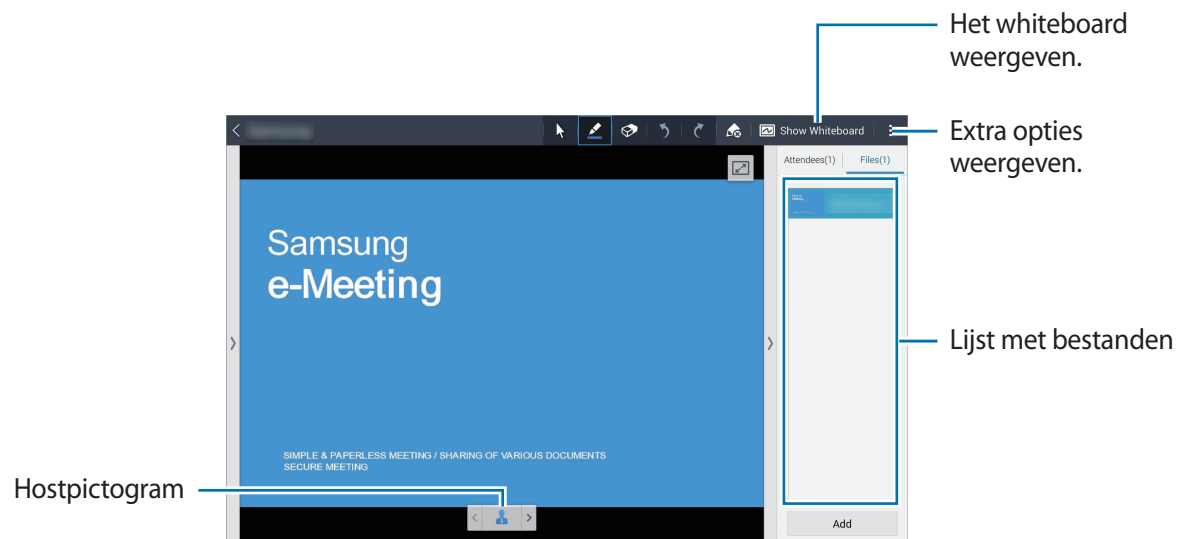 Het whiteboard
weergeven.
Show Whiteboard
Extra opties
weergeven.
Attendees(1)
Files(1)
Samsung
e-Meeting
Lijst met bestanden
SIMPLE & PAPERLESS MEETING / SHARING OF VARIOUS DOCUMENTS
SECURE MEETING
Hostpictogram
Add